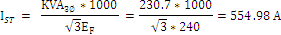 I_ST = KVA_3Ø * 1000 / √3E_F = 230.7 * 1000 / √3 * 240 = 554.98 A